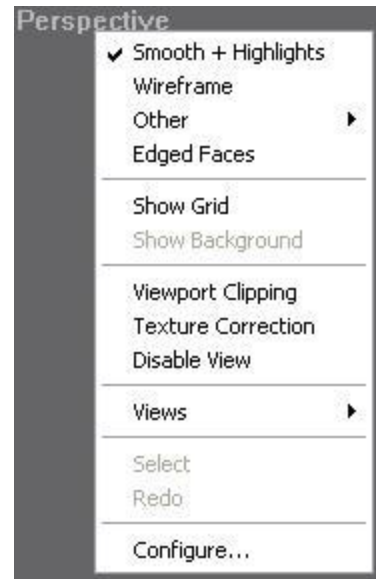 Perspective
Smooth + Highlights
Wireframe
Other
Edged Faces
Show Grid
Show Background
Viewport Clipping
Texture Correction
Disable View
Views
Select
Redo
Configure...